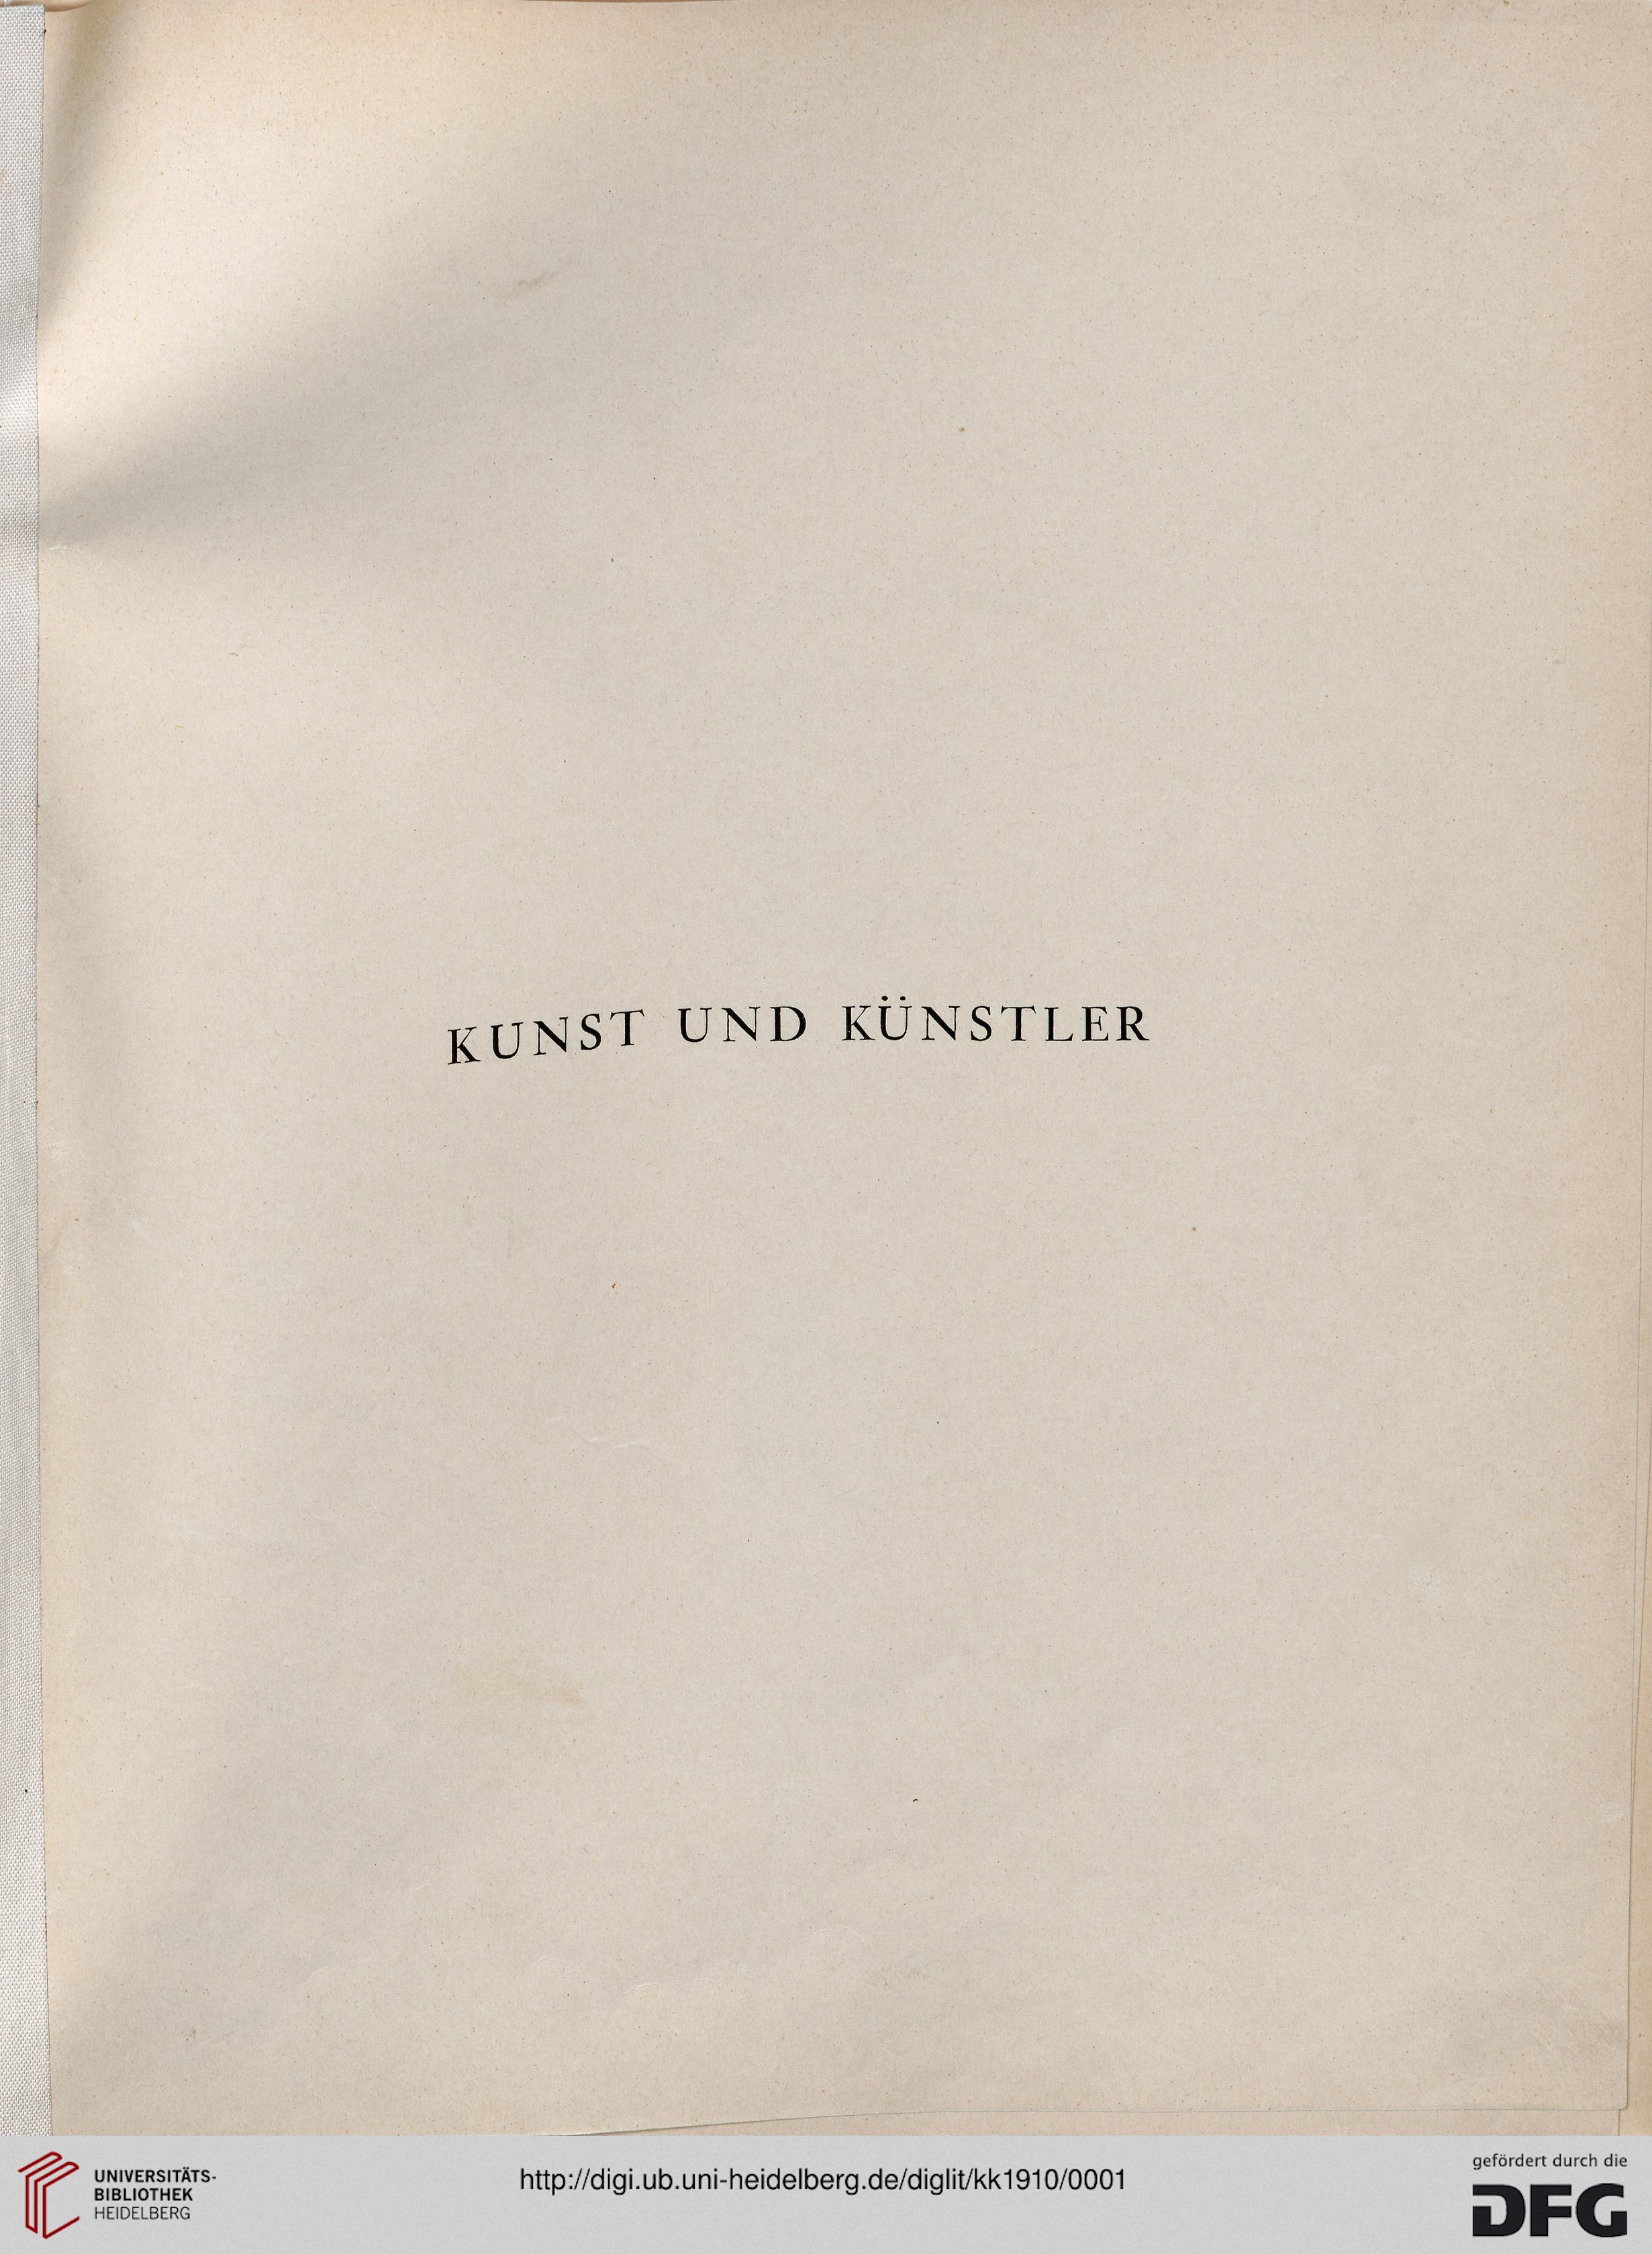 KUNST UND KÜNSTLER
UNIVERSITÄTS-
BIBLIOTHEK
HEIDELBERG
http://digi.ub.uni-heidelberg.de/diglit/kk1910/0001
gefördert durch die
DFG